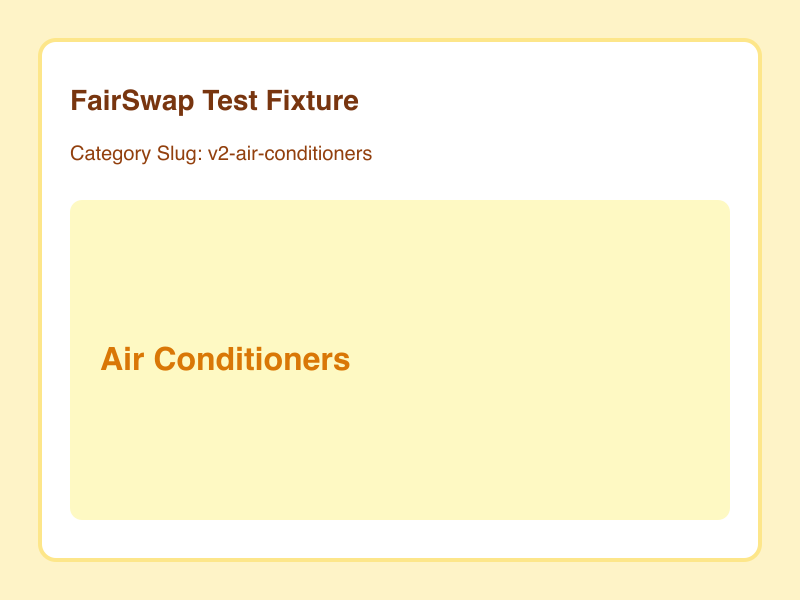 FairSwap Test Fixture
Category Slug: v2-air-conditioners
Air Conditioners